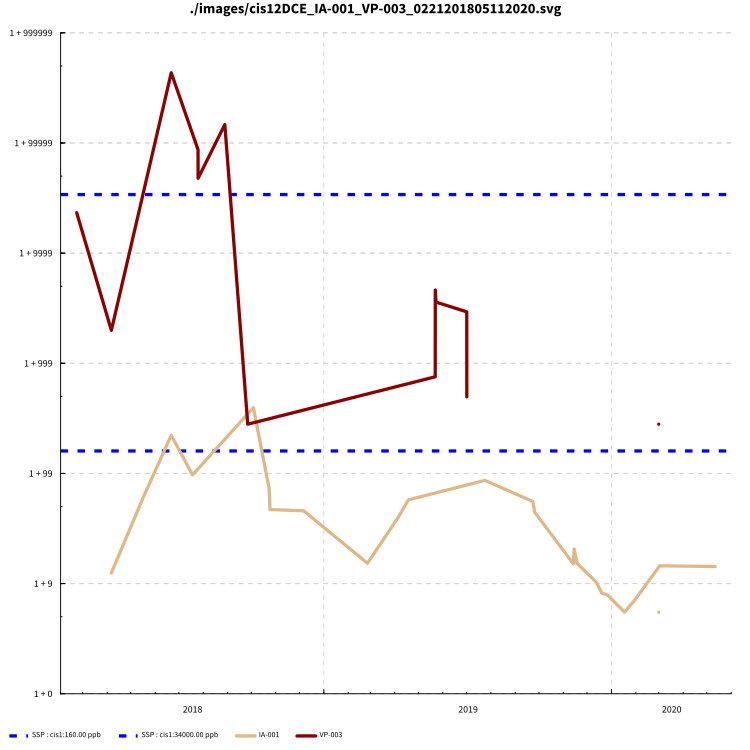 ./images/cis12DCE_IA-001_VP-003_0221201805112020.svg
1+999999
1+99999
1+9999
1+999
1+99
1+9
1+0
2018 2019 2020
SSP : cis1:160.00 ppb SSP : cis1:34000.00 ppb IA-001 VP-003